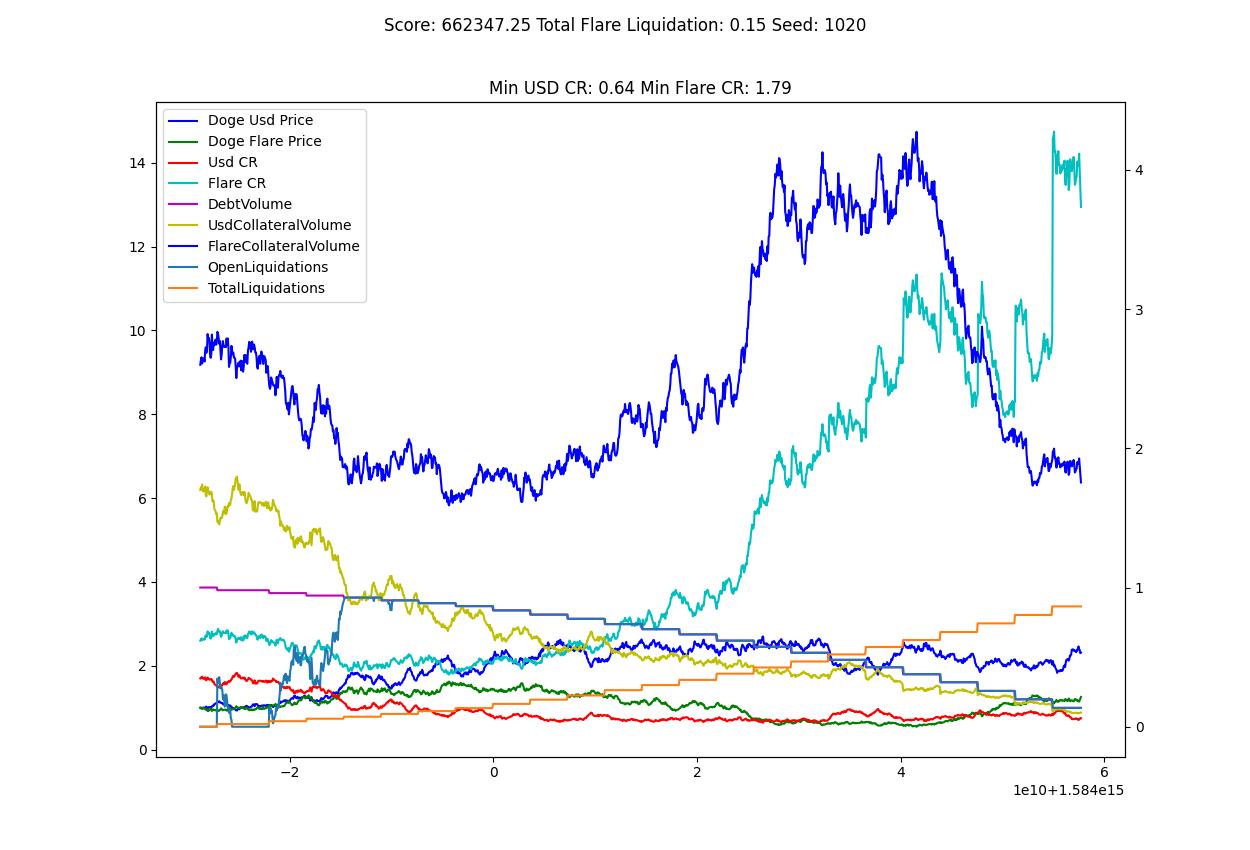 Score: 662347.25 Total Flare Liquidation: 0.15 Seed: 1020
Min USD CR: 0.64 Min Flare CR: 1.79
Doge Usd Price
Doge Flare Price
Usd CR
Flare CR
DebtVolume
UsdCollateralVolume
FlareCollateralVolume
OpenLiquidations
TotalLiquidations
14
12
10
8
6
4
2
0
4
3
2
1
0
−2 0 2 4 6
1e10+1.584e15